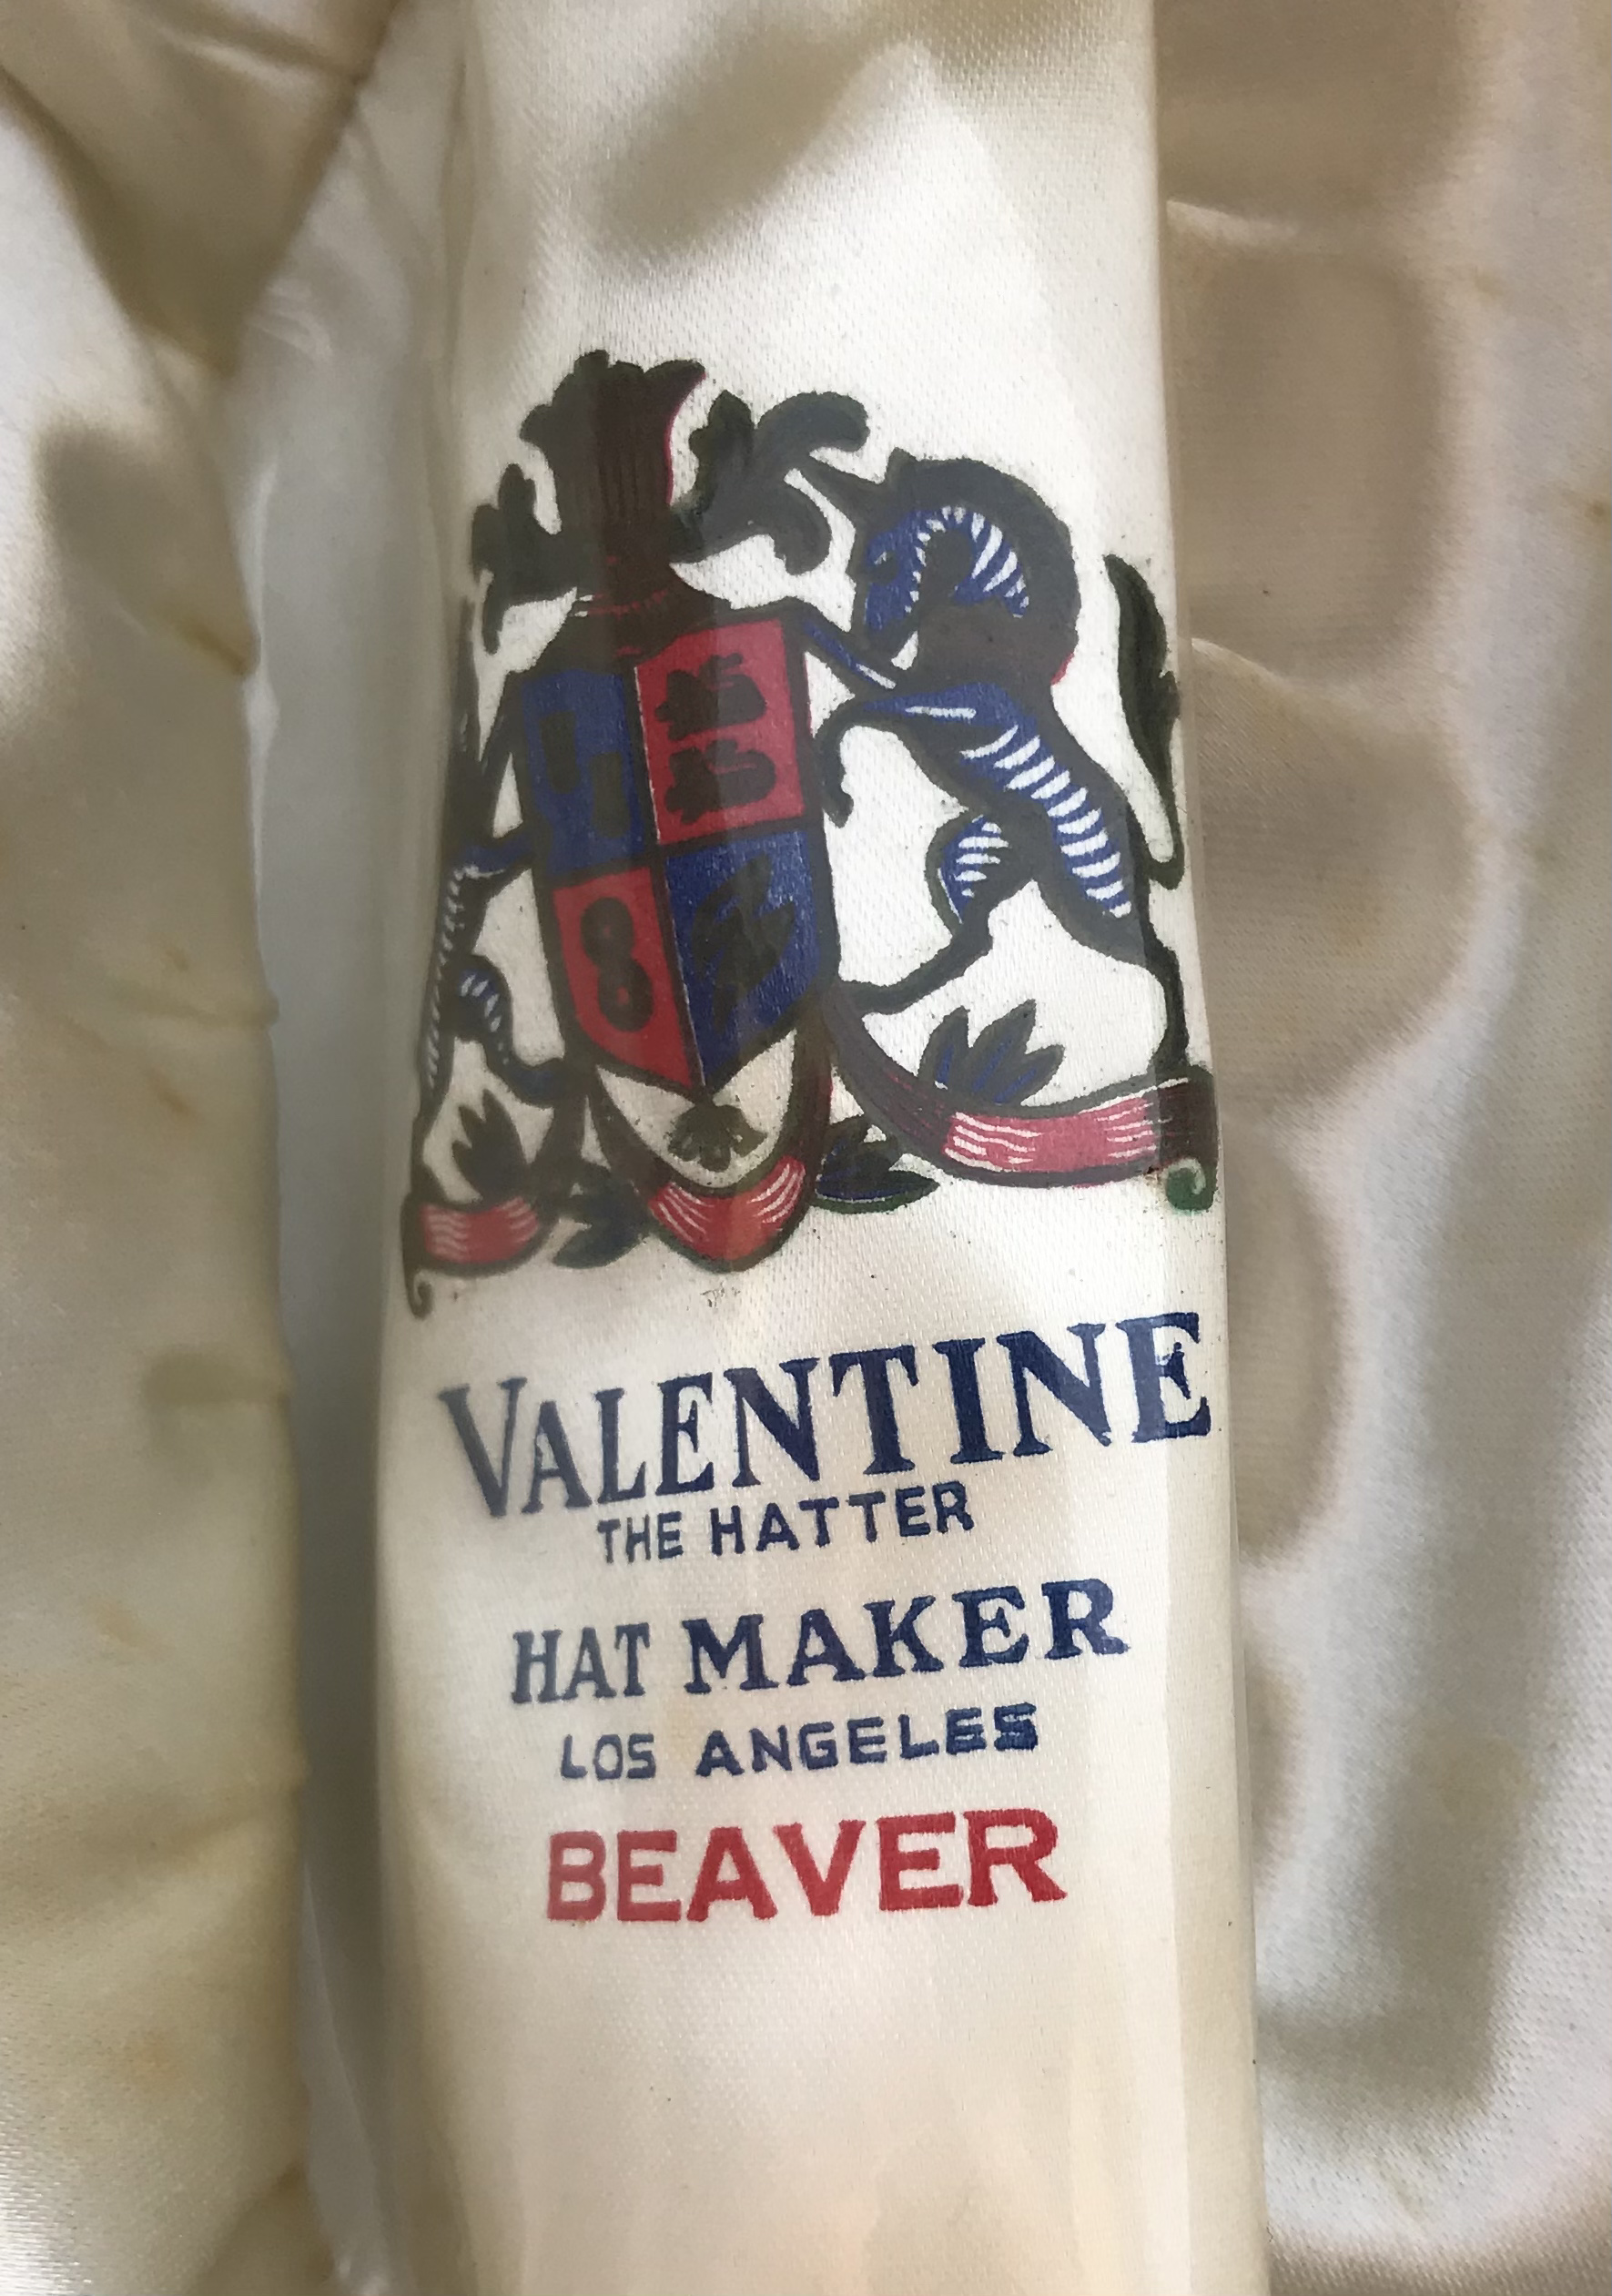 VALENTINE
THE HATTER
HAT MAKER
LOS ANGELES
BEAVER